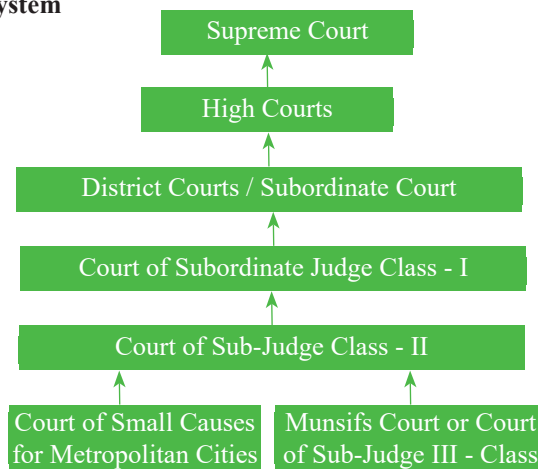 ystem
Supreme Court
High Courts
District Courts / Subordinate Court
Court of Subordinate Judge Class - I
Court of Sub-Judge Class - II
Court of Small Causes
for Metropolitan Cities
Munsifs Court or Court
of Sub-Judge III - Class